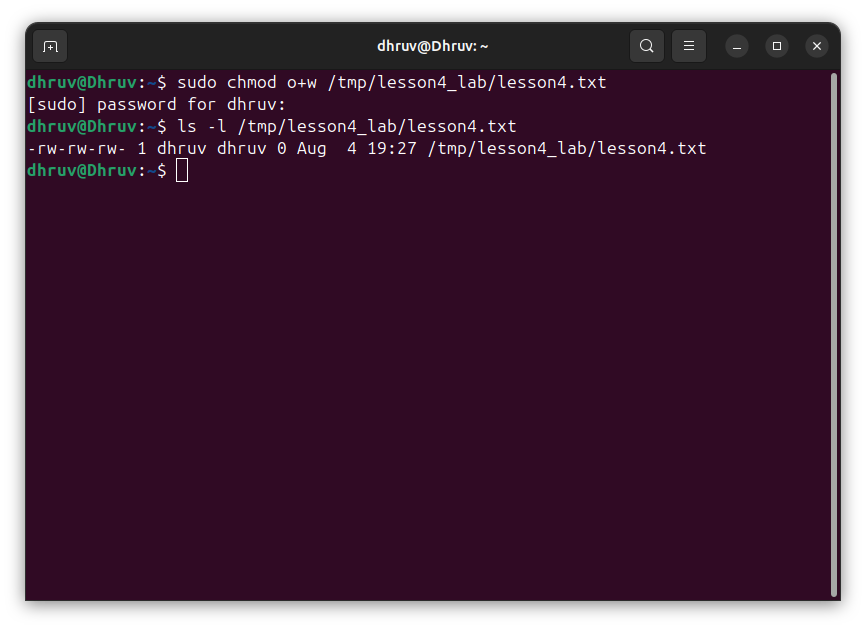 dhruv@Dhruv: ~
dhruv@Dhruv:~$ sudo chmod o+w /tmp/lesson4_lab/lesson4.txt
[sudo] password for dhruv:
dhruv@Dhruv:~$ ls -l /tmp/lesson4_lab/lesson4.txt
-rw-rw-rw- 1 dhruv dhruv 0 Aug  4 19:27 /tmp/lesson4_lab/lesson4.txt
dhruv@Dhruv:~$